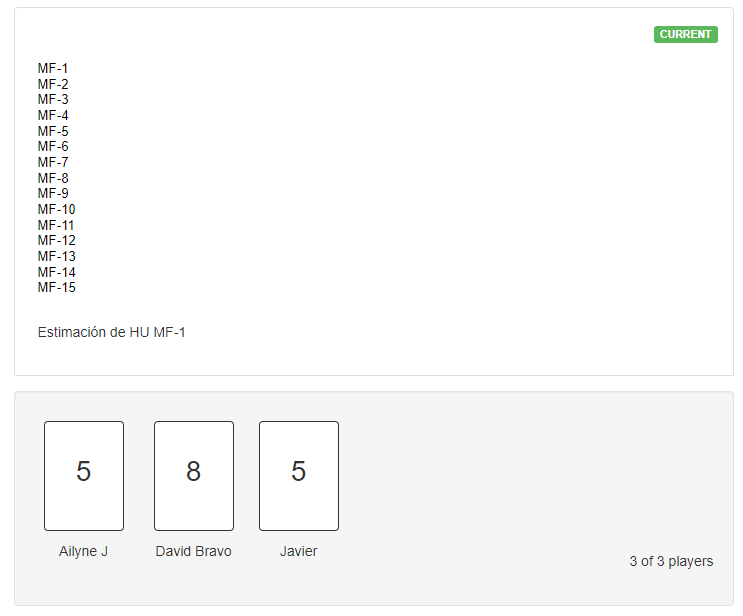 CURRENT
MF-1
MF-2
MF-3
MF-4
MF-5
MF-6
MF-7
MF-8
MF-9
MF-10
MF-11
MF-12
MF-13
MF-14
MF-15
Estimación de HU MF-1
5 8 5
Ailyne J David Bravo Javier
3 of 3 players